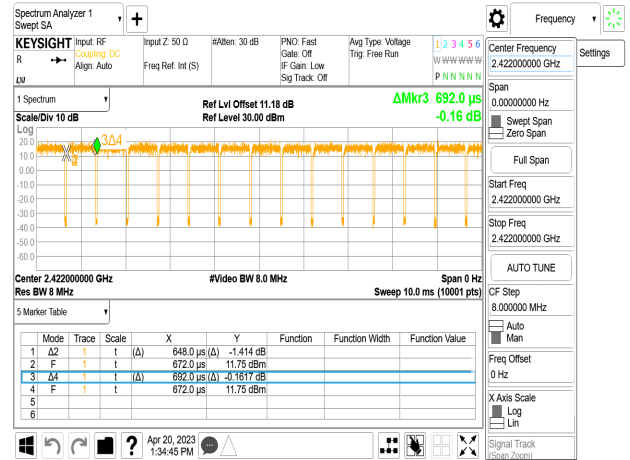 Spectrum Analyzer 1
Swept SA
Frequency
KEYSIGHT
Input: RF
Coupling: DC
Align: Auto
Input Z: 50 Ω
Freq Ref: Int (S)
#Atten: 30 dB
PNO: Fast
Gate: Off
IF Gain: Low
Sig Track: Off
Avg Type: Voltage
Trig: Free Run
1 2 3 4 5 6
W W W W W W
P N N N N N
R
LXI
Center Frequency
2.422000000 GHz
Settings
Span
0.00000000 Hz
Swept Span
Zero Span
Full Span
Start Freq
2.422000000 GHz
Stop Freq
2.422000000 GHz
AUTO TUNE
CF Step
8.000000 MHz
Auto
Man
Freq Offset
0 Hz
X Axis Scale
Log
Lin
Signal Track
(Span Zoom)
1 Spectrum
Scale/Div 10 dB
Ref Lvl Offset 11.18 dB
Ref Level 30.00 dBm
ΔMkr3 692.0 µs
-0.16 dB
Log
20.0
10.0
0.00
-10.0
-20.0
-30.0
-40.0
-50.0
-60.0
3Δ4
Center 2.422000000 GHz
Res BW 8 MHz
#Video BW 8.0 MHz
Span 0 Hz
Sweep 10.0 ms (10001 pts)
5 Marker Table
Mode Trace Scale X Y Function Function Width Function Value
1 Δ2 1 t (Δ) 648.0 µs (Δ) -1.414 dB
2 F 1 t 672.0 µs 11.75 dBm
3 Δ4 1 t (Δ) 692.0 µs (Δ) -0.1617 dB
4 F 1 t 672.0 µs 11.75 dBm
5
6
Apr 20, 2023
1:34:45 PM